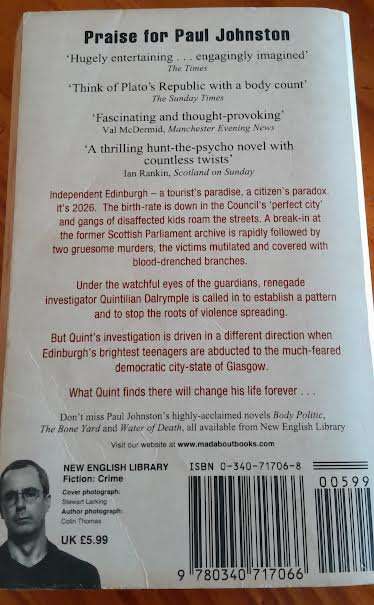 Praise for Paul Johnston
'Hugely entertaining . . . engagingly imagined'
The Times
'Think of Plato's Republic with a body count'
The Sunday Times
'Fascinating and thought-provoking'
Val McDermid, Manchester Evening News
'A thrilling hunt-the-psycho novel with
countless twists'
Ian Rankin, Scotland on Sunday
Independent Edinburgh – a tourist's paradise, a citizen's paradox.
It's 2026. The birth-rate is down in the Council's 'perfect city'
and gangs of disaffected kids roam the streets. A break-in at
the former Scottish Parliament archive is rapidly followed by
two gruesome murders, the victims mutilated and covered with
blood-drenched branches.
Under the watchful eyes of the guardians, renegade
investigator Quintilian Dalrymple is called in to establish a pattern
and to stop the roots of violence spreading.
But Quint's investigation is driven in a different direction when
Edinburgh's brightest teenagers are abducted to the much-feared
democratic city-state of Glasgow.
What Quint finds there will change his life forever . . .
Don't miss Paul Johnston's highly-acclaimed novels Body Politic,
The Bone Yard and Water of Death, all available from New English Library
Visit our website at www.madaboutbooks.com
NEW ENGLISH LIBRARY
Fiction: Crime
Cover photograph:
Stewart Larking
Author photograph:
Colin Thomas
UK £5.99
ISBN 0-340-71706-8
00599
9 780340 717066